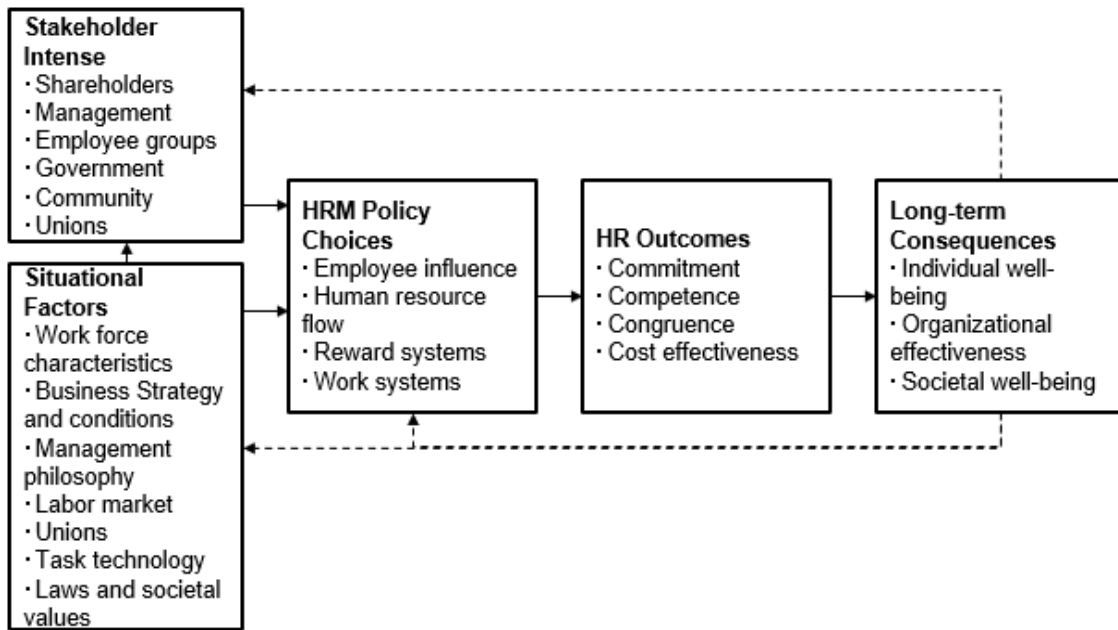 Stakeholder
Intense
· Shareholders
· Management
· Employee groups
· Government
· Community
· Unions
Situational
Factors
· Work force
characteristics
· Business Strategy
and conditions
· Management
philosophy
· Labor market
· Unions
· Task technology
· Laws and societal
values
HRM Policy
Choices
· Employee influence
· Human resource
flow
· Reward systems
· Work systems
HR Outcomes
· Commitment
· Competence
· Congruence
· Cost effectiveness
Long-term
Consequences
· Individual well-
being
· Organizational
effectiveness
· Societal well-being